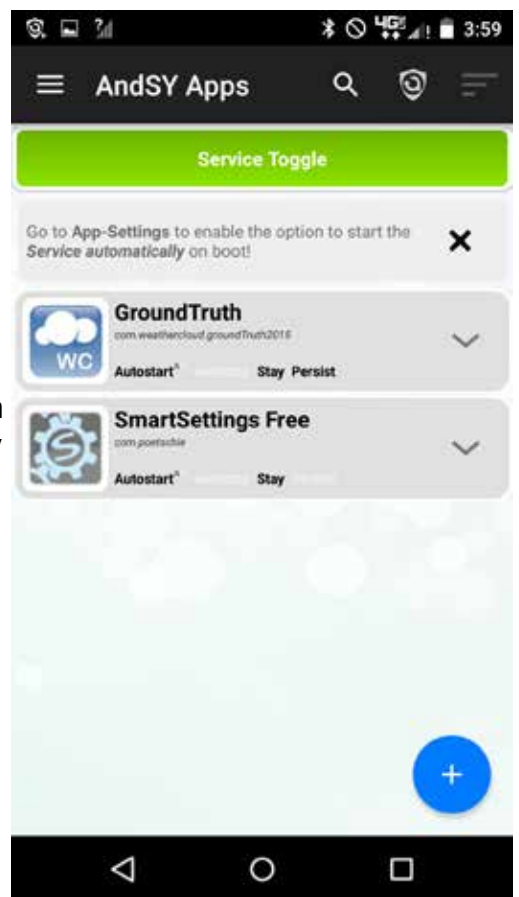 4G 3:59
AndSY Apps
Service Toggle
Go to App-Settings to enable the option to start the
Service automatically on boot!
GroundTruth
com.weathercloud.groundTruth2015
WC
Autostart^A Stay Persist
SmartSettings Free
com.poetschie
S
Autostart^A Stay